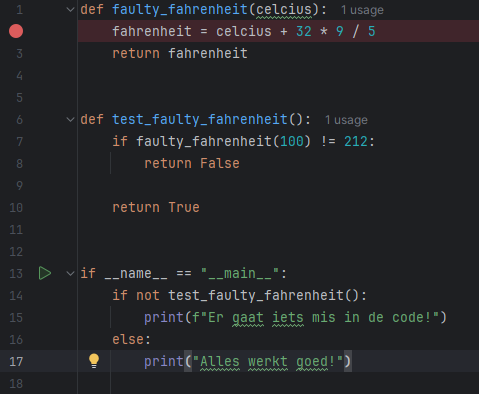 1 def faulty_fahrenheit(celcius): 1 usage
fahrenheit = celcius + 32 * 9 / 5
3 return fahrenheit
4
5
6 def test_faulty_fahrenheit(): 1 usage
7 if faulty_fahrenheit(100) != 212:
8 return False
9
10 return True
11
12
13 if __name__ == "__main__":
14 if not test_faulty_fahrenheit():
15 print(f"Er gaat iets mis in de code!")
16 else:
17 print("Alles werkt goed!")
18